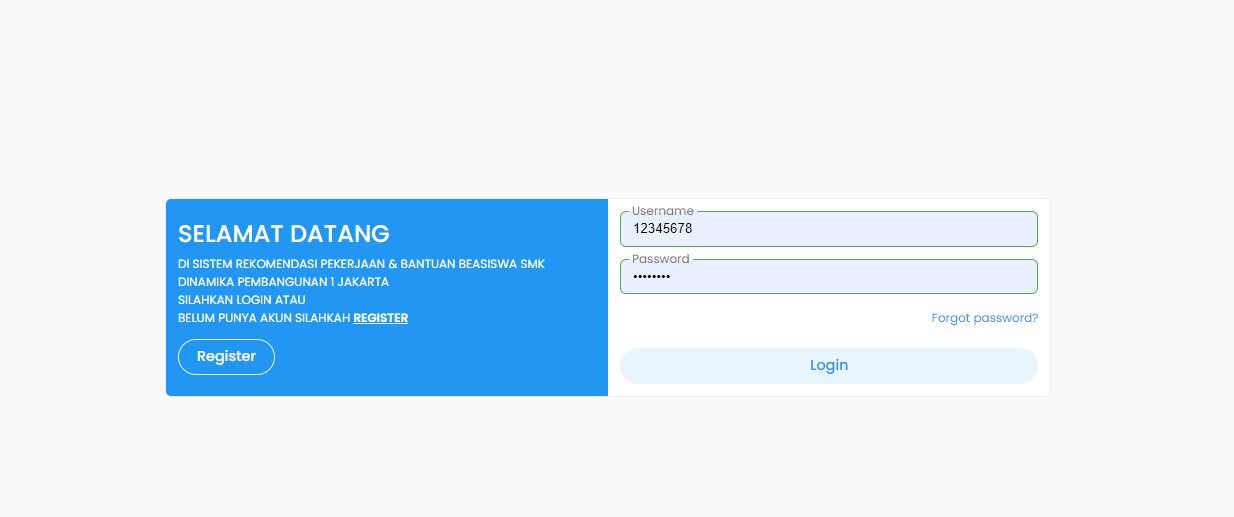 SELAMAT DATANG
DI SISTEM REKOMENDASI PEKERJAAN & BANTUAN BEASISWA SMK
DINAMIKA PEMBANGUNAN 1 JAKARTA
SILAHKAN LOGIN ATAU
BELUM PUNYA AKUN SILAHKAH REGISTER
Register
Username
12345678
Password
••••••••
Forgot password?
Login